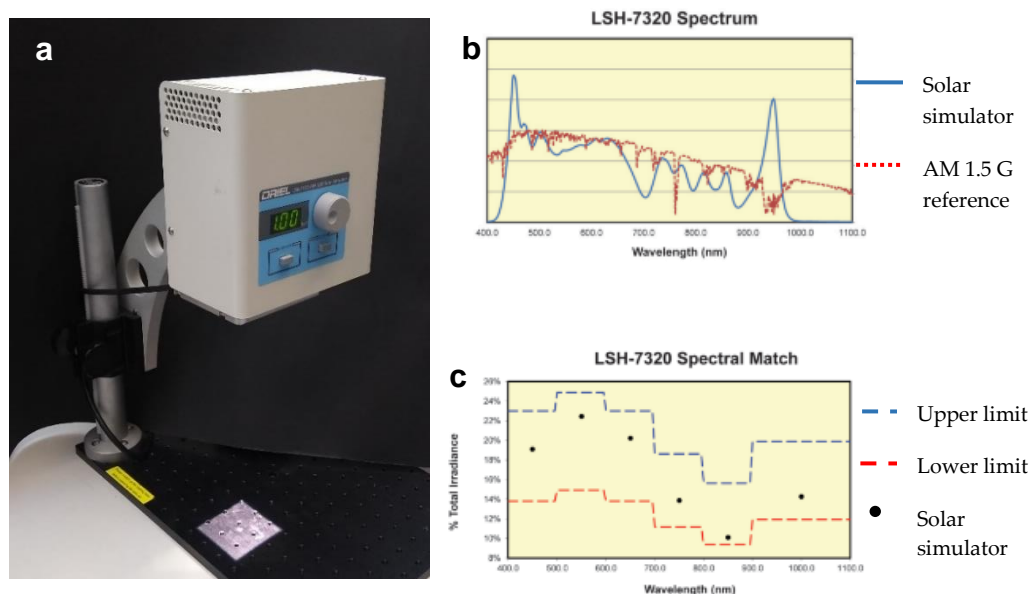 a
ORIEL
1.00
b
LSH-7320 Spectrum
400.0 500.0 600.0 700.0 800.0 900.0 1000.0 1100.0
Wavelength (nm)
Solar
simulator
AM 1.5 G
reference
c
LSH-7320 Spectral Match
% Total Irradiance
26%
24%
22%
20%
18%
16%
14%
12%
10%
8%
400.0 500.0 600.0 700.0 800.0 900.0 1000.0 1100.0
Wavelength (nm)
Upper limit
Lower limit
Solar
simulator